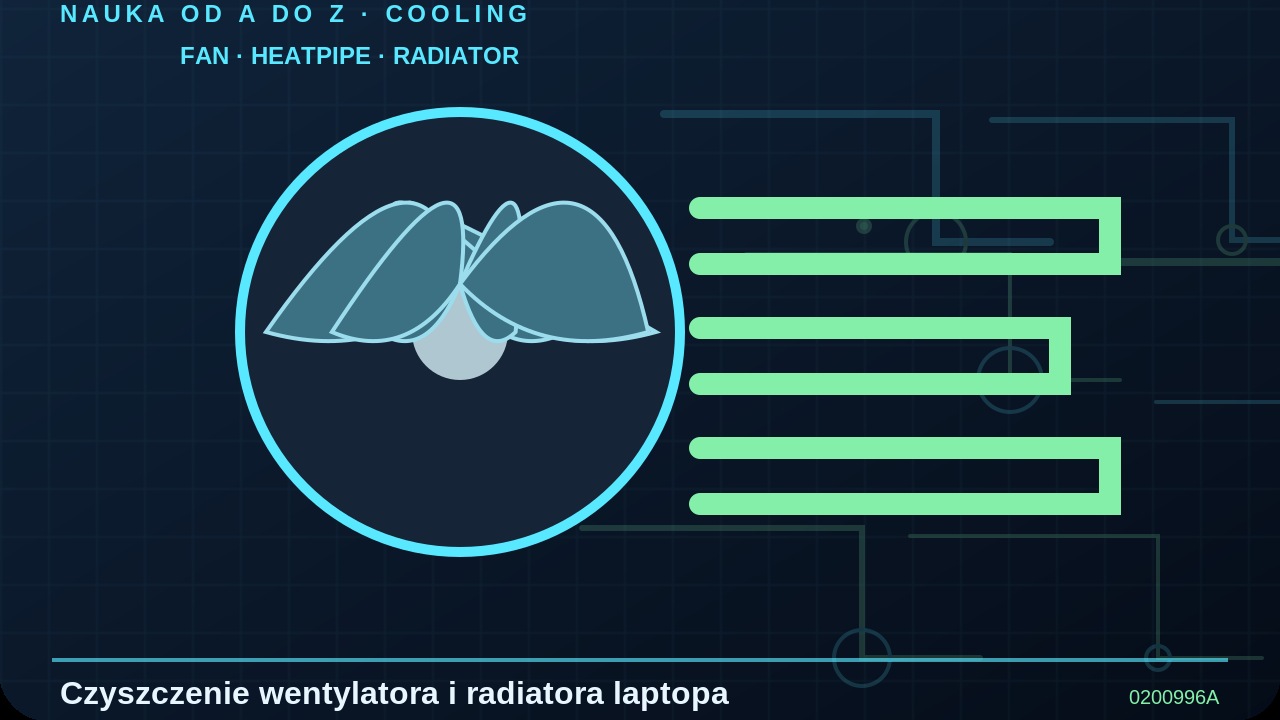 NAUKA OD A DO Z · COOLING
FAN · HEATPIPE · RADIATOR
Czyszczenie wentylatora i radiatora laptopa
0200996A